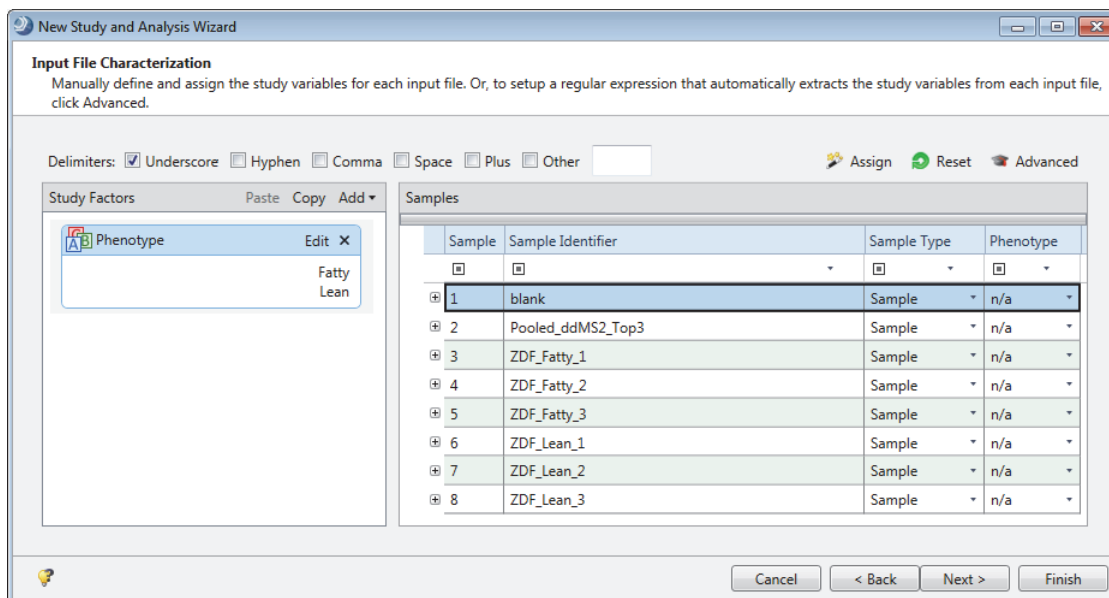 New Study and Analysis Wizard
Input File Characterization
Manually define and assign the study variables for each input file. Or, to setup a regular expression that automatically extracts the study variables from each input file,
click Advanced.
Delimiters: Underscore Hyphen Comma Space Plus Other Assign Reset Advanced
Study Factors Paste Copy Add Samples
Phenotype Edit
Fatty
Lean
Sample Sample Identifier Sample Type Phenotype
1 blank Sample n/a
2 Pooled_ddMS2_Top3 Sample n/a
3 ZDF_Fatty_1 Sample n/a
4 ZDF_Fatty_2 Sample n/a
5 ZDF_Fatty_3 Sample n/a
6 ZDF_Lean_1 Sample n/a
7 ZDF_Lean_2 Sample n/a
8 ZDF_Lean_3 Sample n/a
Cancel < Back Next > Finish